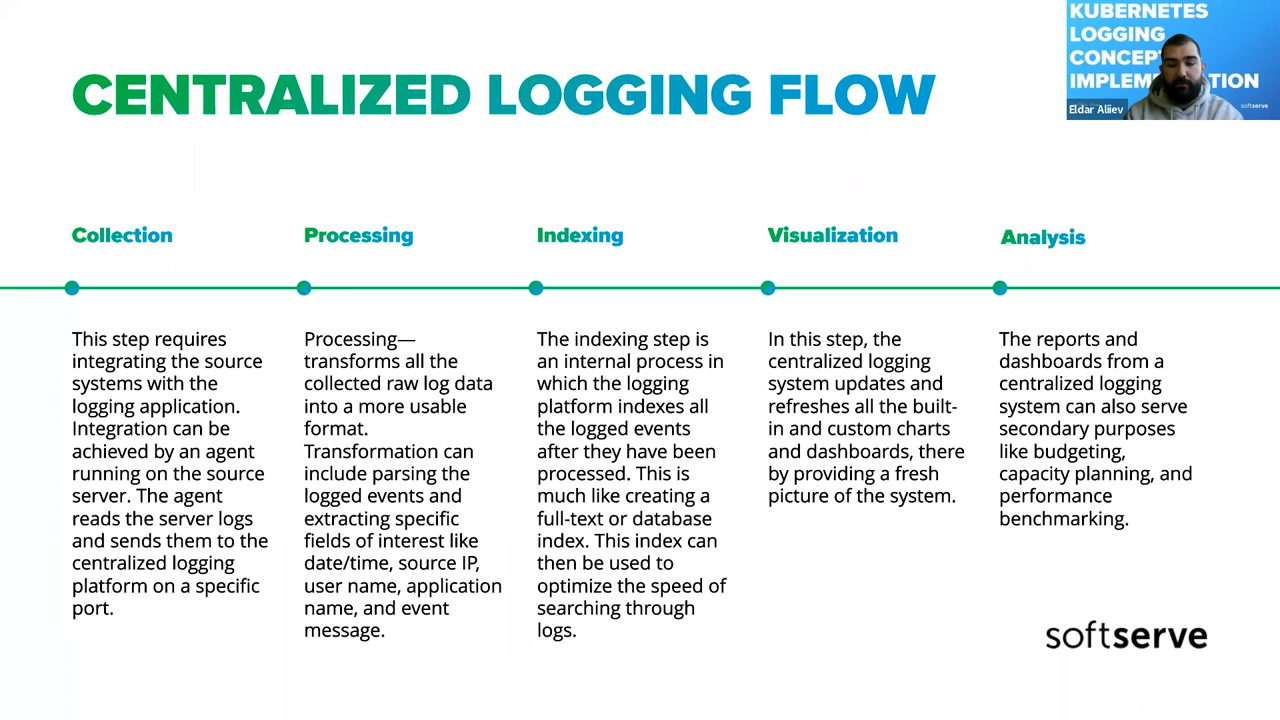 CENTRALIZED LOGGING FLOW
KUBERNETES
LOGGING
CONCEP
IMPLEM TION
Eldar Aliiev
softserve
Collection
This step requires
integrating the source
systems with the
logging application.
Integration can be
achieved by an agent
running on the source
server. The agent
reads the server logs
and sends them to the
centralized logging
platform on a specific
port.
Processing
Processing—
transforms all the
collected raw log data
into a more usable
format.
Transformation can
include parsing the
logged events and
extracting specific
fields of interest like
date/time, source IP,
user name, application
name, and event
message.
Indexing
The indexing step is
an internal process in
which the logging
platform indexes all
the logged events
after they have been
processed. This is
much like creating a
full-text or database
index. This index can
then be used to
optimize the speed of
searching through
logs.
Visualization
In this step, the
centralized logging
system updates and
refreshes all the built-
in and custom charts
and dashboards, there
by providing a fresh
picture of the system.
Analysis
The reports and
dashboards from a
centralized logging
system can also serve
secondary purposes
like budgeting,
capacity planning, and
performance
benchmarking.
softserve